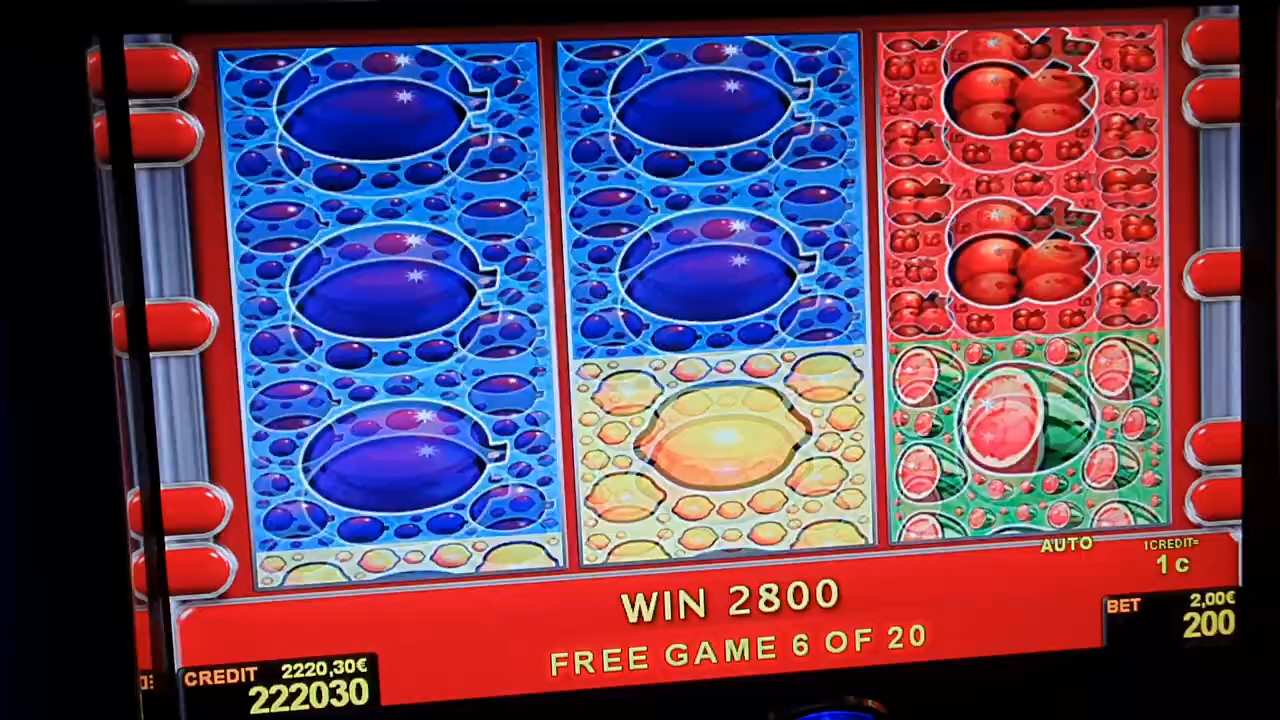 AUTO
1CREDIT=
1 c
WIN 2800
FREE GAME 6 OF 20
BET 2,00€
200
CREDIT 2220,30€
222030